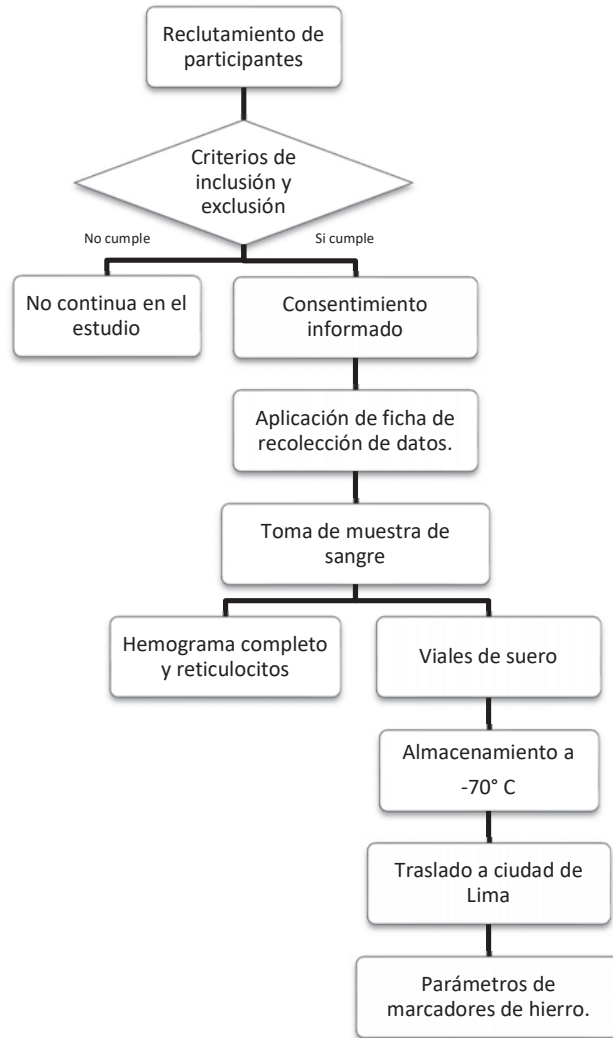 Reclutamiento de
participantes
Criterios de
inclusión y
exclusión
No cumple
Si cumple
No continua en el
estudio
Consentimiento
informado
Aplicación de ficha de
recolección de datos.
Toma de muestra de
sangre
Hemograma completo
y reticulocitos
Viales de suero
Almacenamiento a
-70° C
Traslado a ciudad de
Lima
Parámetros de
marcadores de hierro.